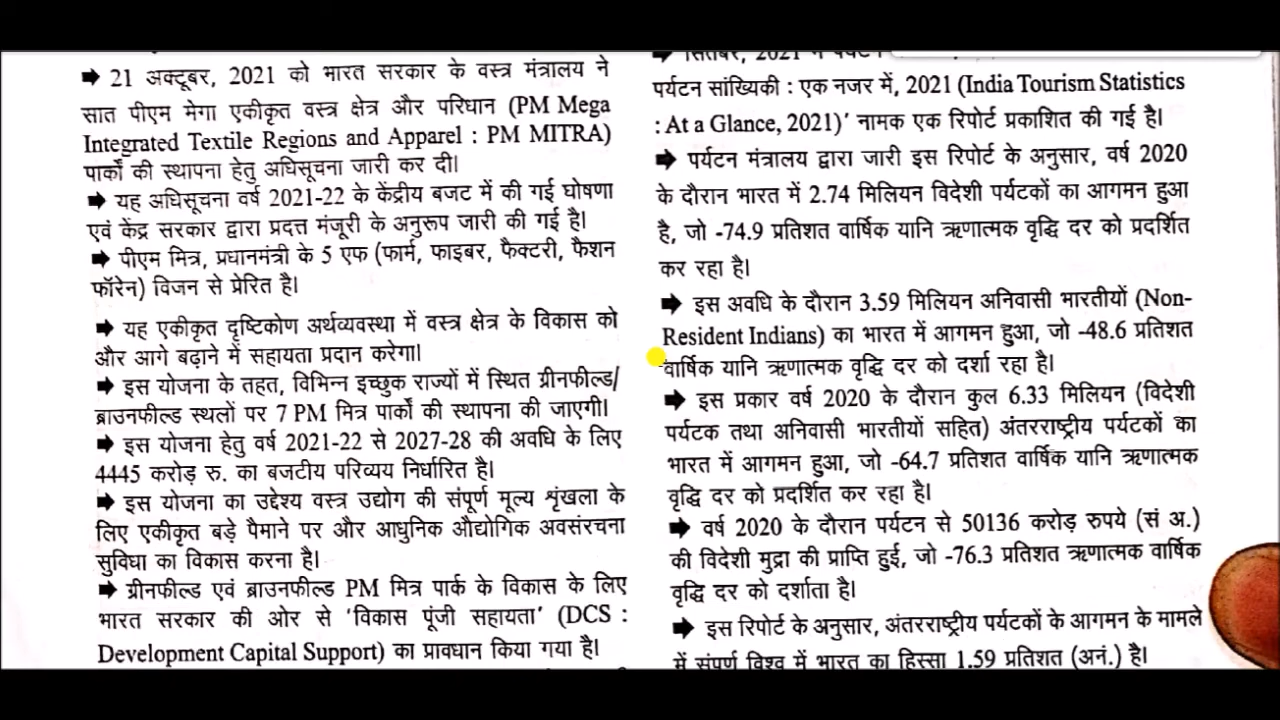 ➡ 21 अक्टूबर, 2021 को भारत सरकार के वस्त्र मंत्रालय ने
सात पीएम मेगा एकीकृत वस्त्र क्षेत्र और परिधान (PM Mega
Integrated Textile Regions and Apparel : PM MITRA)
पार्कों की स्थापना हेतु अधिसूचना जारी कर दी।
➡ यह अधिसूचना वर्ष 2021-22 के केंद्रीय बजट में की गई घोषणा
एवं केंद्र सरकार द्वारा प्रदत्त मंजूरी के अनुरूप जारी की गई है।
➡ पीएम मित्र, प्रधानमंत्री के 5 एफ (फार्म, फाइबर, फैक्टरी, फैशन
फॉरेन) विजन से प्रेरित है।
➡ यह एकीकृत दृष्टिकोण अर्थव्यवस्था में वस्त्र क्षेत्र के विकास को
और आगे बढ़ाने में सहायता प्रदान करेगा।
➡ इस योजना के तहत, विभिन्न इच्छुक राज्यों में स्थित ग्रीनफील्ड/
ब्राउनफील्ड स्थलों पर 7 PM मित्र पार्कों की स्थापना की जाएगी।
➡ इस योजना हेतु वर्ष 2021-22 से 2027-28 की अवधि के लिए
4445 करोड़ रु. का बजटीय परिव्यय निर्धारित है।
➡ इस योजना का उद्देश्य वस्त्र उद्योग की संपूर्ण मूल्य शृंखला के
लिए एकीकृत बड़े पैमाने पर और आधुनिक औद्योगिक अवसंरचना
सुविधा का विकास करना है।
➡ ग्रीनफील्ड एवं ब्राउनफील्ड PM मित्र पार्क के विकास के लिए
भारत सरकार की ओर से 'विकास पूंजी सहायता' (DCS :
Development Capital Support) का प्रावधान किया गया है।
➡ सितंबर, 2021 में
पर्यटन सांख्यिकी : एक नजर में, 2021 (India Tourism Statistics
: At a Glance, 2021)' नामक एक रिपोर्ट प्रकाशित की गई है।
➡ पर्यटन मंत्रालय द्वारा जारी इस रिपोर्ट के अनुसार, वर्ष 2020
के दौरान भारत में 2.74 मिलियन विदेशी पर्यटकों का आगमन हुआ
है, जो -74.9 प्रतिशत वार्षिक यानि ऋणात्मक वृद्धि दर को प्रदर्शित
कर रहा है।
➡ इस अवधि के दौरान 3.59 मिलियन अनिवासी भारतीयों (Non-
Resident Indians) का भारत में आगमन हुआ, जो -48.6 प्रतिशत
वार्षिक यानि ऋणात्मक वृद्धि दर को दर्शा रहा है।
➡ इस प्रकार वर्ष 2020 के दौरान कुल 6.33 मिलियन (विदेशी
पर्यटक तथा अनिवासी भारतीयों सहित) अंतरराष्ट्रीय पर्यटकों का
भारत में आगमन हुआ, जो -64.7 प्रतिशत वार्षिक यानि ऋणात्मक
वृद्धि दर को प्रदर्शित कर रहा है।
➡ वर्ष 2020 के दौरान पर्यटन से 50136 करोड़ रुपये (सं अ.)
की विदेशी मुद्रा की प्राप्ति हुई, जो -76.3 प्रतिशत ऋणात्मक वार्षिक
वृद्धि दर को दर्शाता है।
➡ इस रिपोर्ट के अनुसार, अंतरराष्ट्रीय पर्यटकों के आगमन के मामले
में संपूर्ण विश्व में भारत का हिस्सा 1.59 प्रतिशत (अनं.) है।